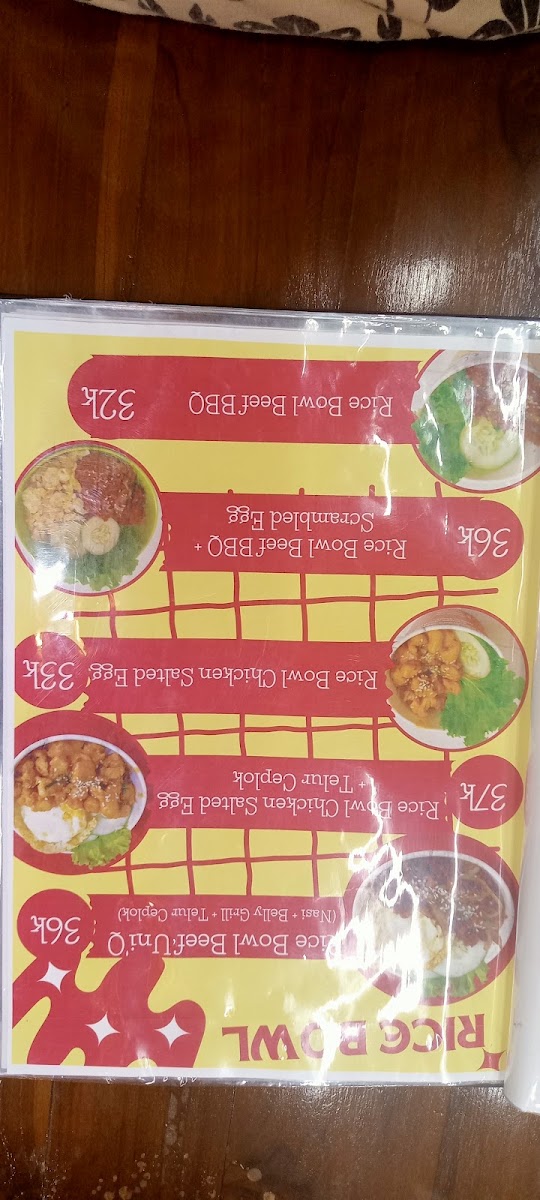 RICE BOWL
Rice Bowl Beef Uni'Q
(Nasi + Belly Grill + Telur Ceplok)
36k
Rice Bowl Chicken Salted Egg
+ Telur Ceplok
37k
Rice Bowl Chicken Salted Egg
33k
Rice Bowl Beef BBQ +
Scrambled Egg
36k
Rice Bowl Beef BBQ
32k